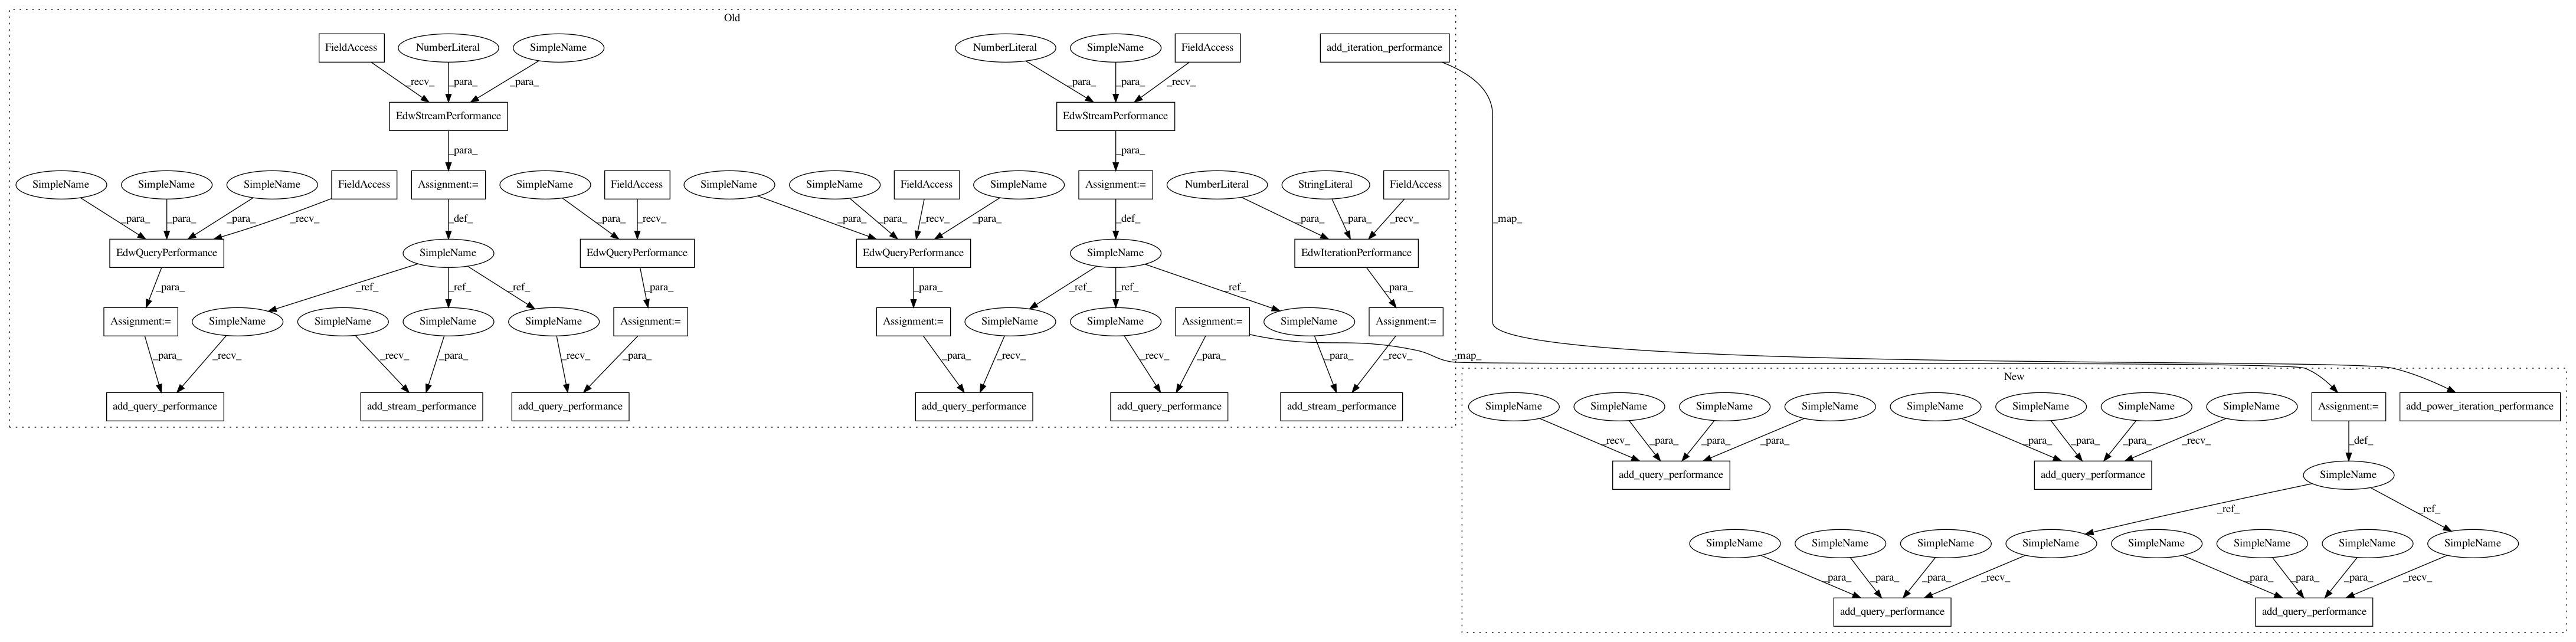 Old
FieldAccess NumberLiteral SimpleName NumberLiteral SimpleName FieldAccess add_iteration_performance
_recv_ _para_ _para_ _para_ _para_ _recv_
EdwStreamPerformance EdwStreamPerformance
_para_ _para_
SimpleName SimpleName SimpleName FieldAccess Assignment:= SimpleName FieldAccess SimpleName SimpleName FieldAccess SimpleName Assignment:= NumberLiteral StringLiteral FieldAccess
_para_ _para_ _para_ _recv_ _def_ _para_ _recv_ _para_ _para_ _recv_ _para_ _def_ _para_ _para_ _recv_ _map_
EdwQueryPerformance SimpleName EdwQueryPerformance EdwQueryPerformance SimpleName EdwIterationPerformance
_para_ _ref_ _ref_ _ref_ _para_ _para_ _ref_ _ref_ _ref_ _para_
Assignment:= SimpleName SimpleName SimpleName SimpleName Assignment:= Assignment:= SimpleName SimpleName Assignment:= SimpleName Assignment:=
_para_ _recv_ _recv_ _para_ _recv_ _para_ _para_ _recv_ _recv_ _para_ _para_ _recv_ _map_
add_query_performance add_stream_performance add_query_performance add_query_performance add_query_performance add_stream_performance
New
SimpleName SimpleName SimpleName SimpleName SimpleName SimpleName SimpleName SimpleName Assignment:= add_power_iteration_performance
_recv_ _para_ _para_ _para_ _para_ _para_ _para_ _recv_ _def_
add_query_performance add_query_performance SimpleName
_ref_ _ref_
SimpleName SimpleName SimpleName SimpleName SimpleName SimpleName SimpleName SimpleName
_para_ _para_ _para_ _recv_ _para_ _para_ _para_ _recv_
add_query_performance add_query_performance